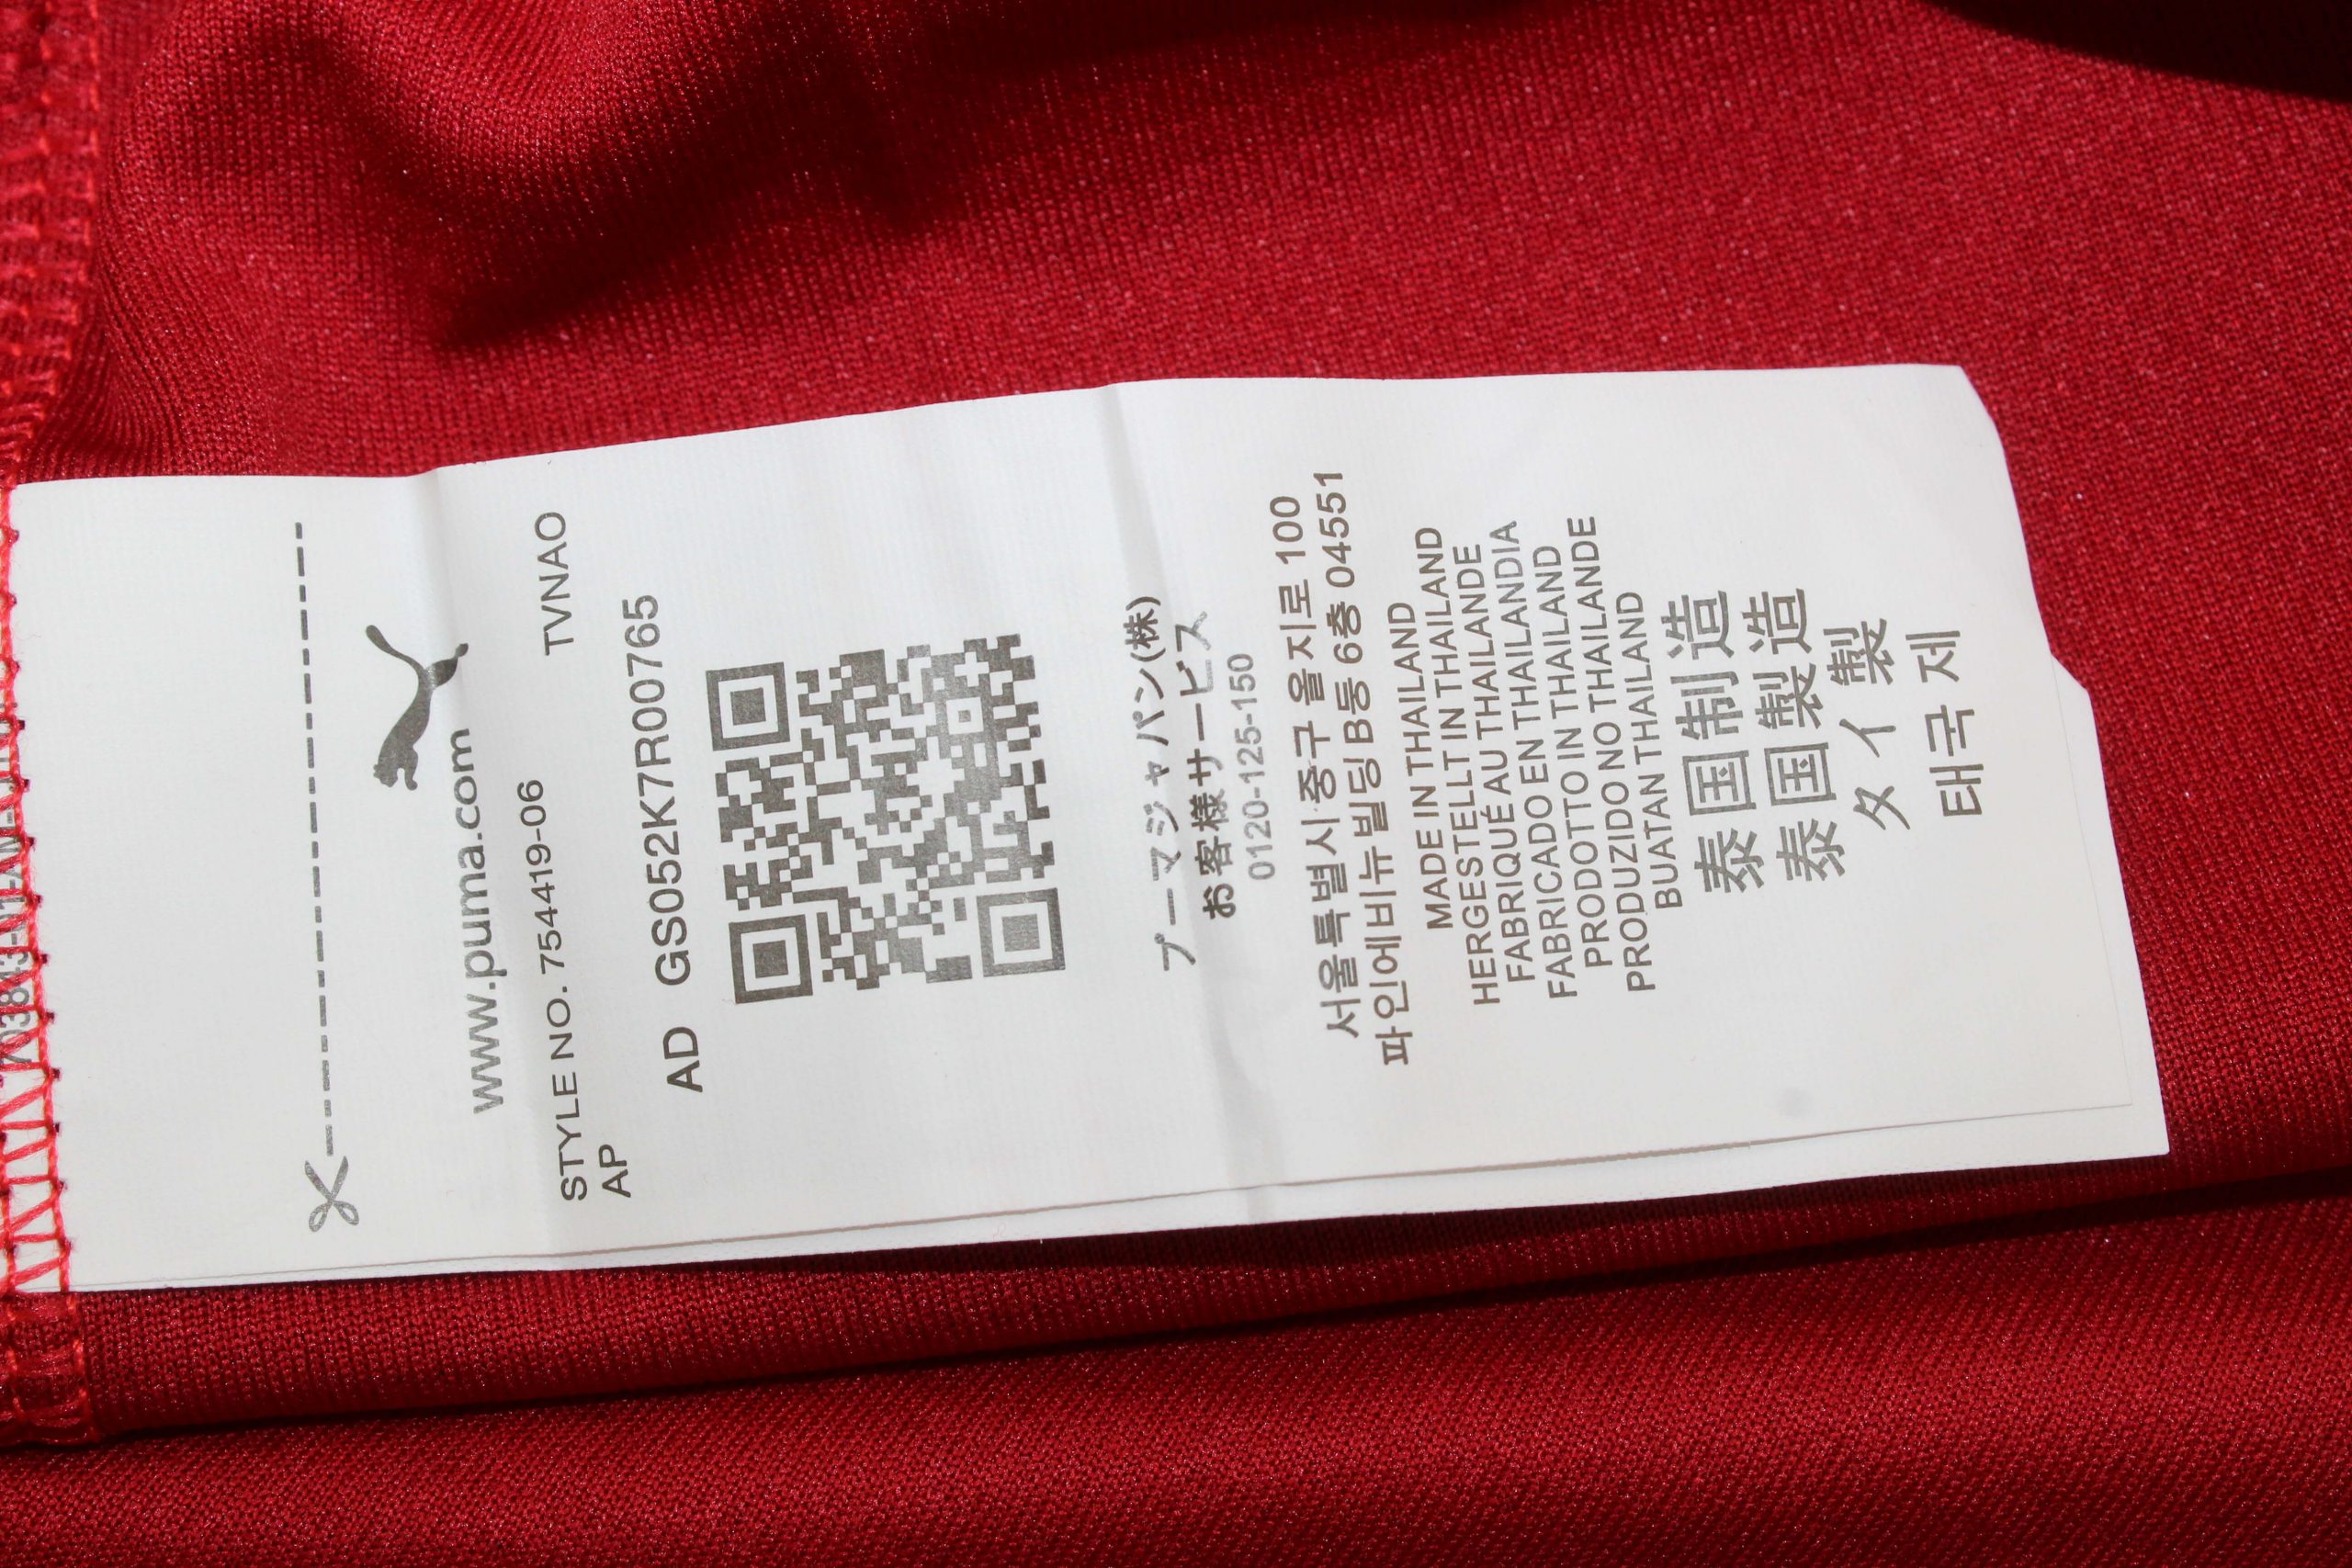 www.puma.com
STYLE NO. 754419-06 TVNAO
AP
AD GS052K7R00765
プーマジャパン(株)
お客様サービス
0120-125-150
서울특별시 중구 을지로 100
파인에비뉴 빌딩 B동 6층 04551
MADE IN THAILAND
HERGESTELLT IN THAILAND
FABRIQUÉ AU THAILANDE
FABRICADO EN THAILANDIA
PRODOTTO IN THAILAND
PRODUZIDO NO THAILANDE
BUATAN THAILAND
泰国制造
泰国製造
タイ製
태국제